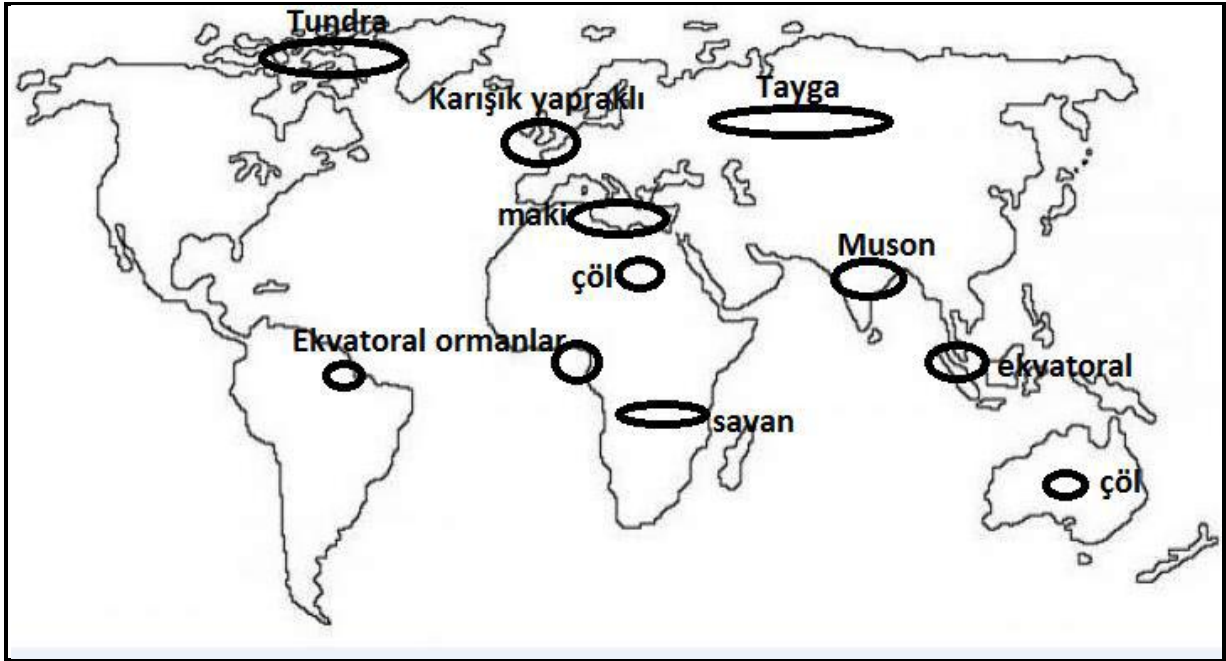 Tundra
Karışık yapraklı
Tayga
maki
Muson
çöl
Ekvatoral ormanlar
ekvatoral
savan
çöl